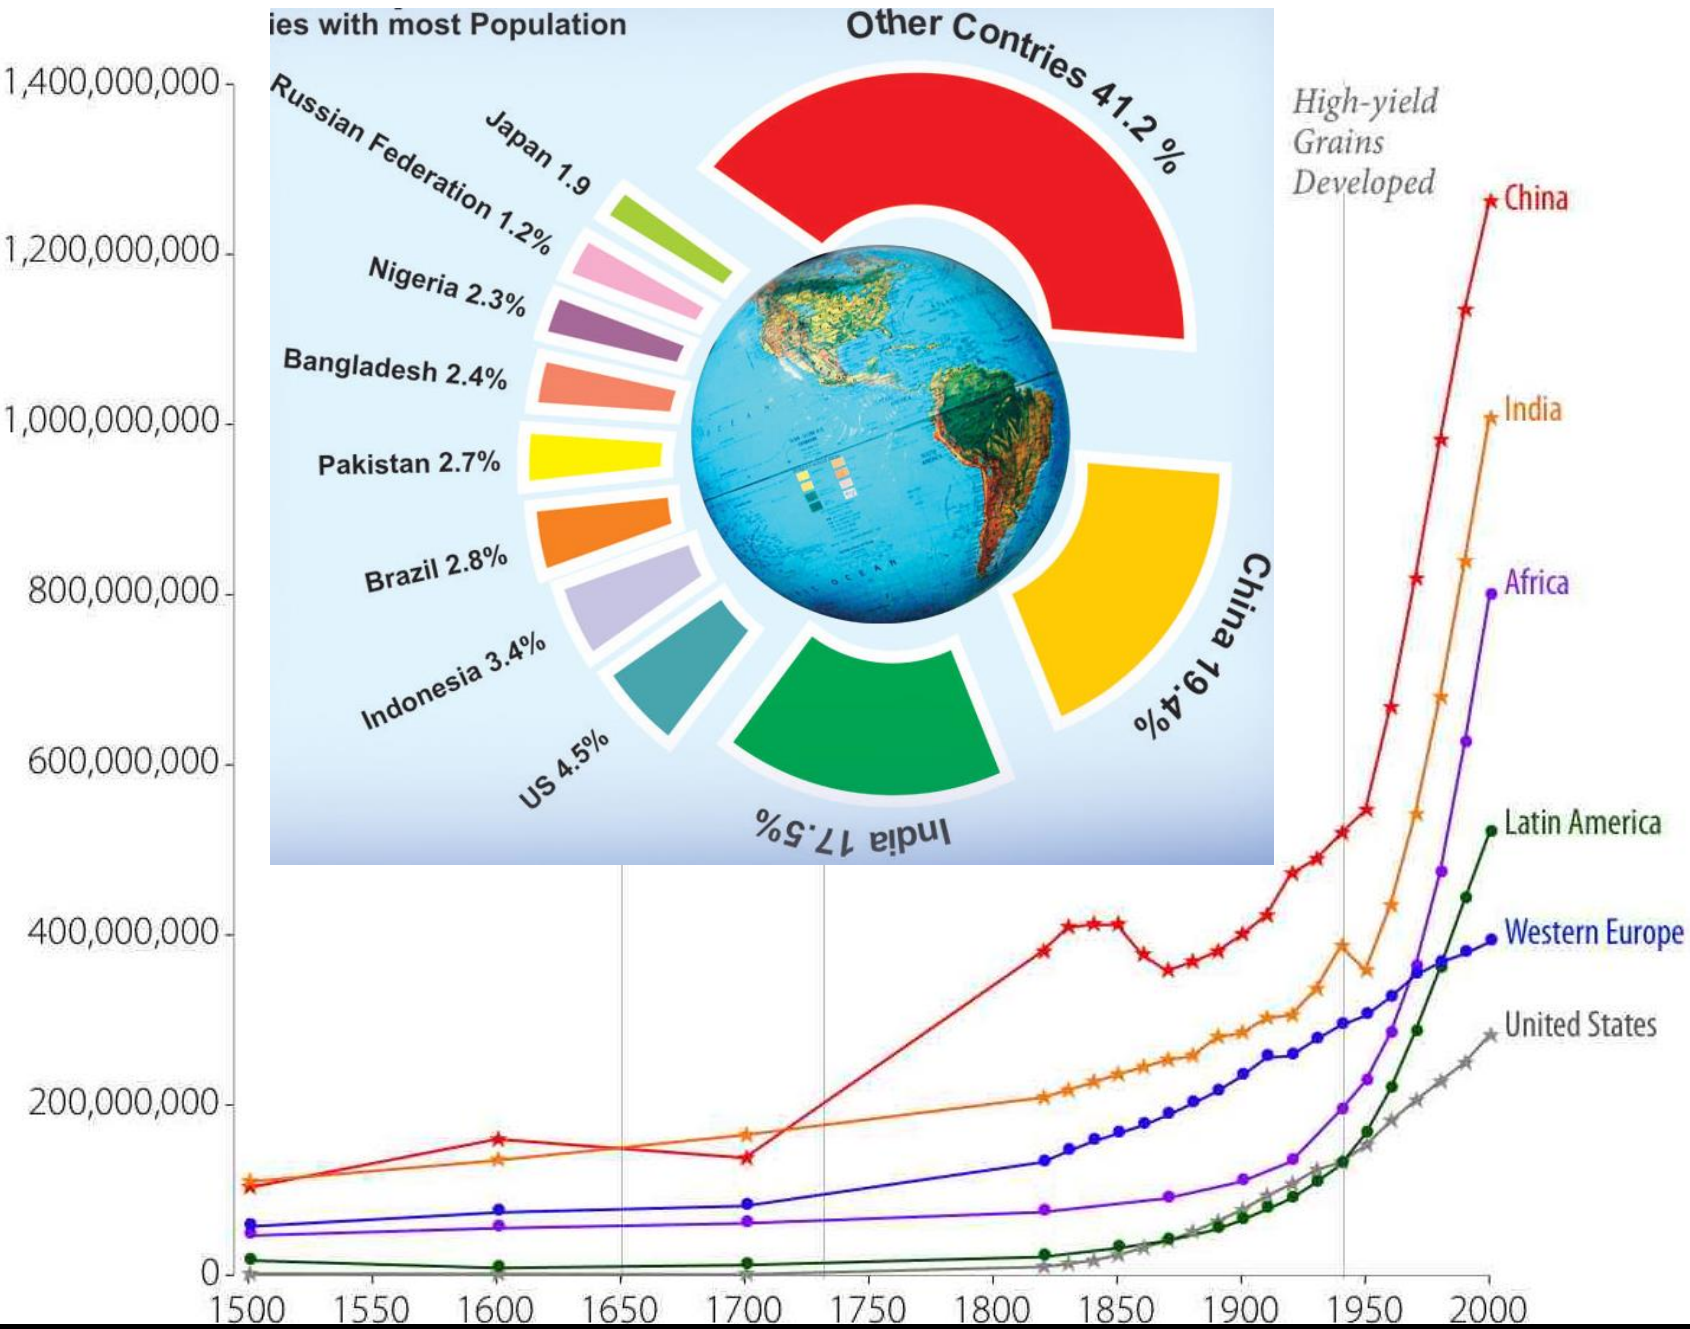 ies with most Population
Other Contries 41.2 %
Japan 1.9
Russian Federation 1.2%
Nigeria 2.3%
Bangladesh 2.4%
Pakistan 2.7%
Brazil 2.8%
Indonesia 3.4%
US 4.5%
India 17.5%
China 19.4%
OCEAN
High-yield
Grains
Developed
1,400,000,000
1,200,000,000
1,000,000,000
800,000,000
600,000,000
400,000,000
200,000,000
0
China
India
Africa
Latin America
Western Europe
United States
1500 1550 1600 1650 1700 1750 1800 1850 1900 1950 2000